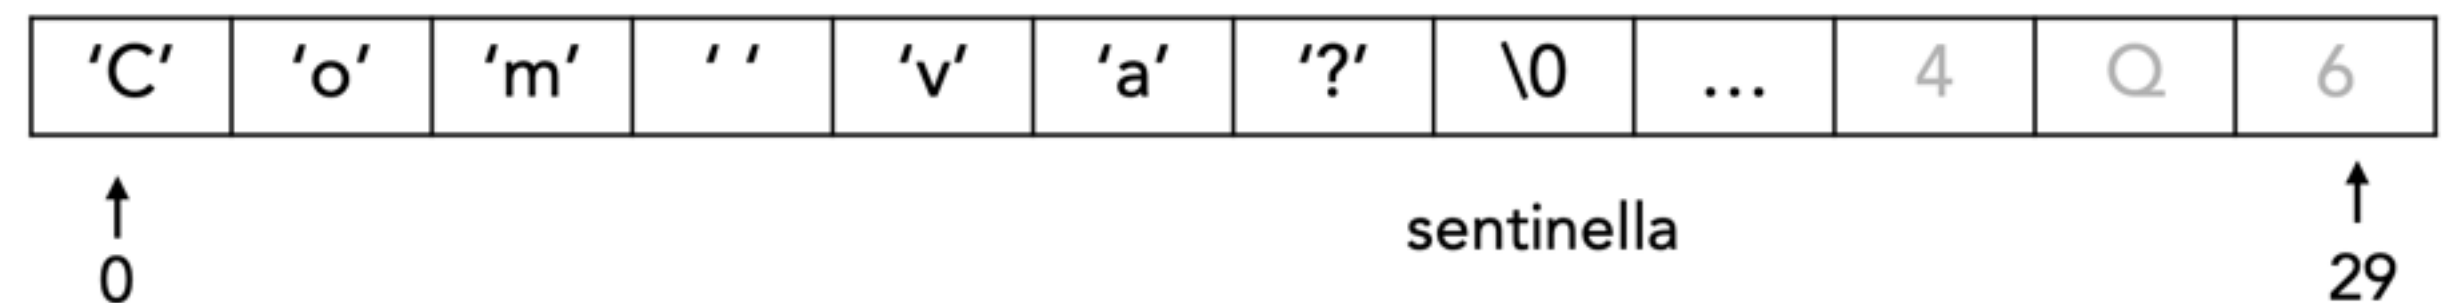 ‘C’ ‘o’ ‘m’ ‘ ’ ‘v’ ‘a’ ‘?’ \0 ... 4 Q 6
sentinella
0 29